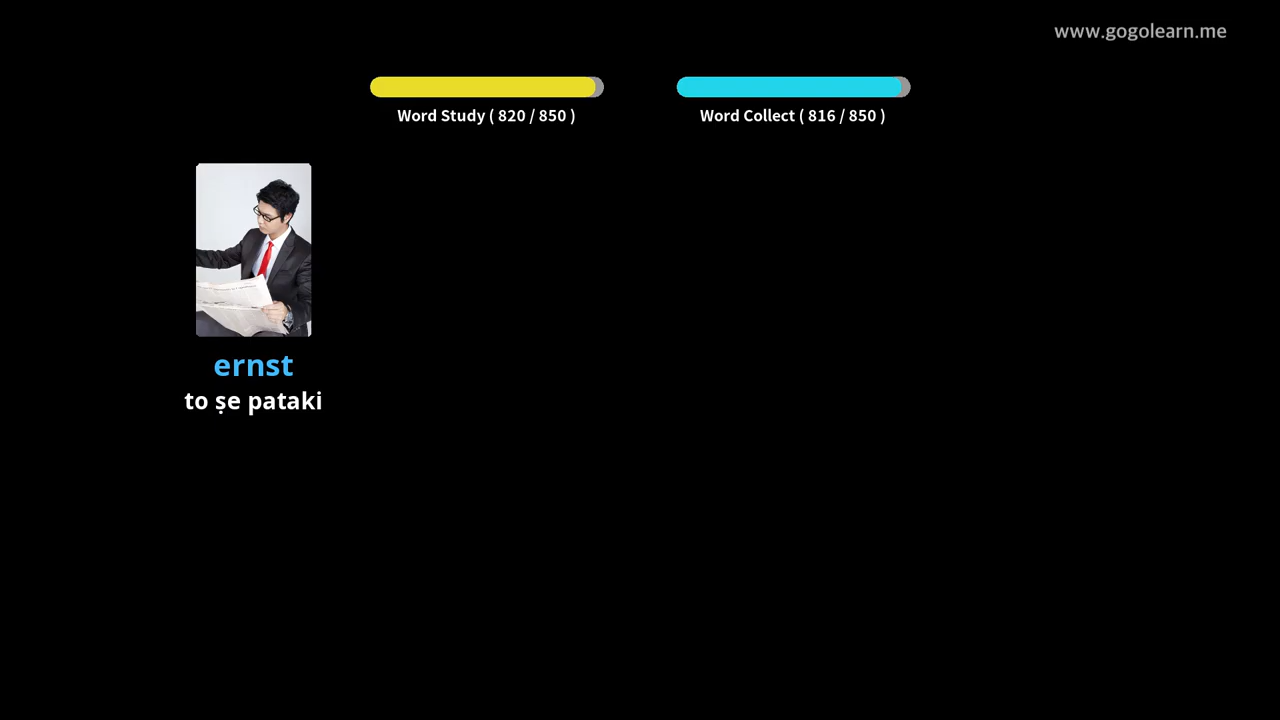 www.gogolearn.me
Word Study ( 820 / 850 )
Word Collect ( 816 / 850 )
ernst
to ṣe pataki